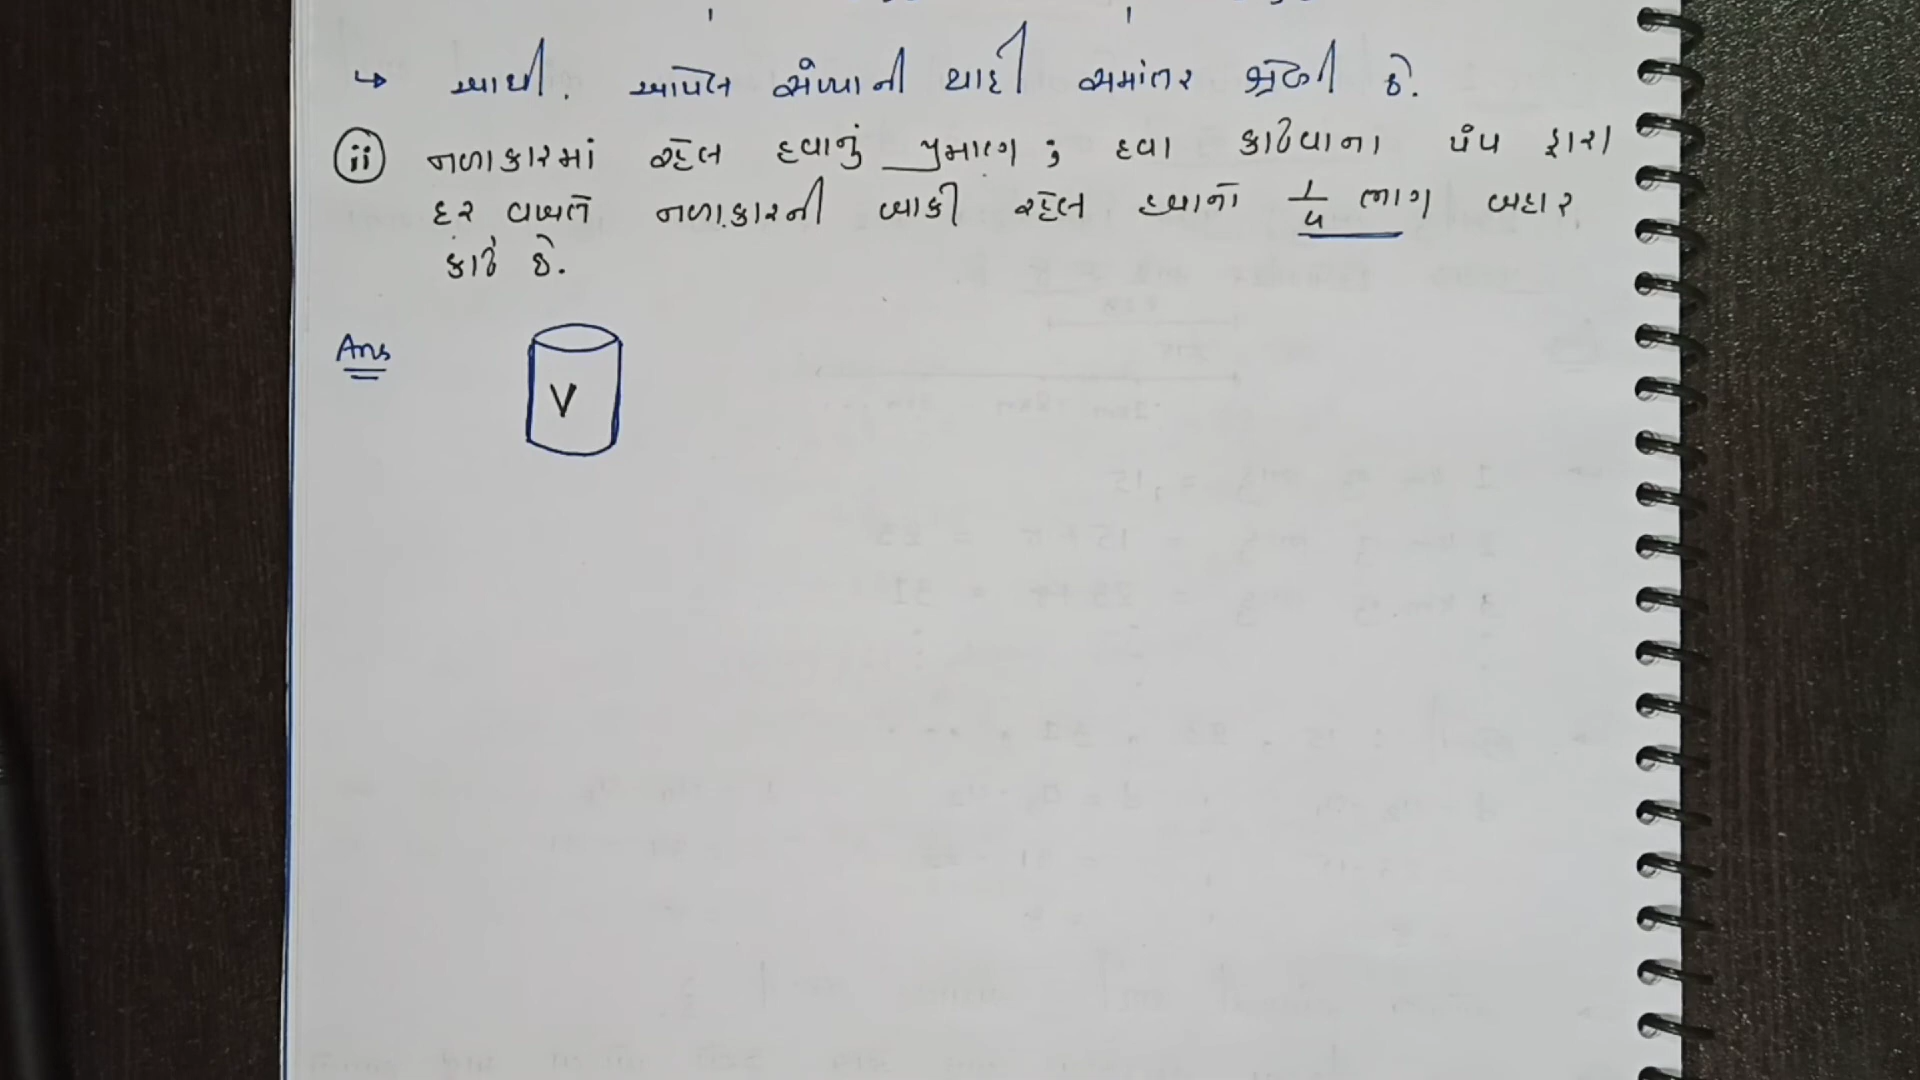 ↳ આથી. આપેલ સંખ્યાની યાદી સમાંતર શ્રેણી છે.
(ii) નળાકારમાં રહેલ હવાનું પ્રમાણ ; હવા કાઢવાના પંપ દ્વારા
દર વખતે નળાકારની બાકી રહેલ હવાનો 1/4 ભાગ બહાર
કાઢે છે.
Ans
V